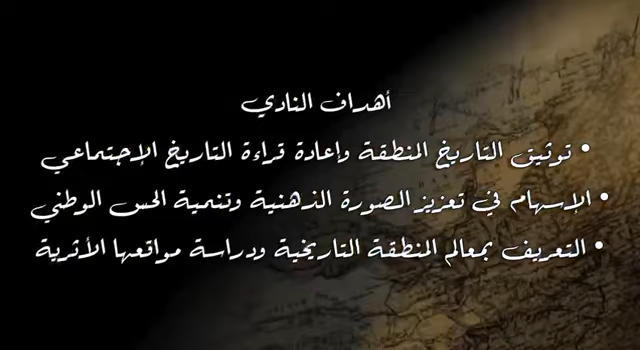 أهداف النادي
• توثيق التاريخ المنطقة وإعادة قراءة التاريخ الإجتماعي
• الإسهام في تعزيز الصورة الذهنية وتنمية الحس الوطني
• التعريف بمعالم المنطقة التاريخية ودراسة مواقعها الأثرية